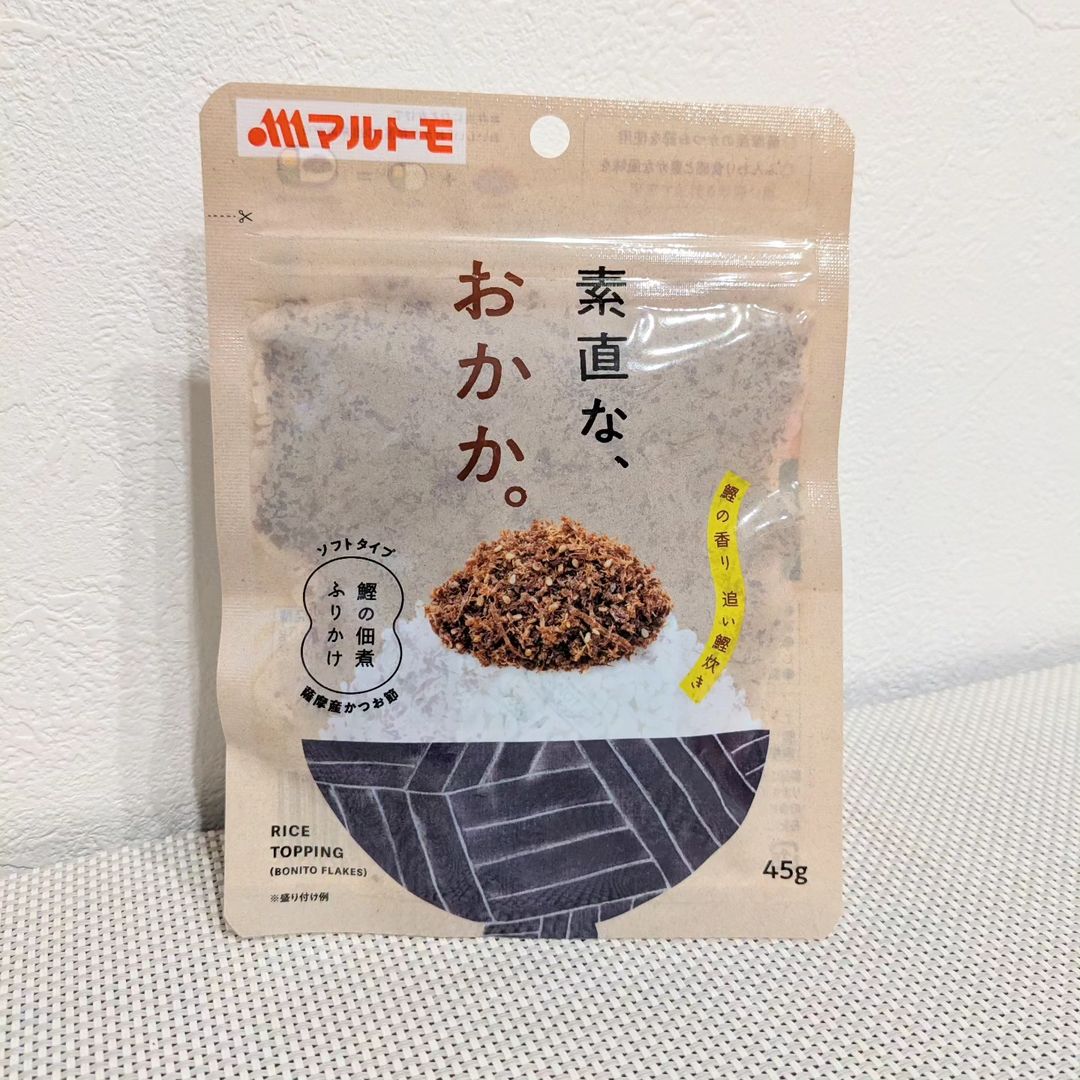 マルトモ
素直な、
おかか。
鰹の香り 追い鰹炊き
ソフトタイプ
鰹の佃煮
ふりかけ
薩摩産かつお節
RICE
TOPPING
(BONITO FLAKES)
※盛り付け例
45g